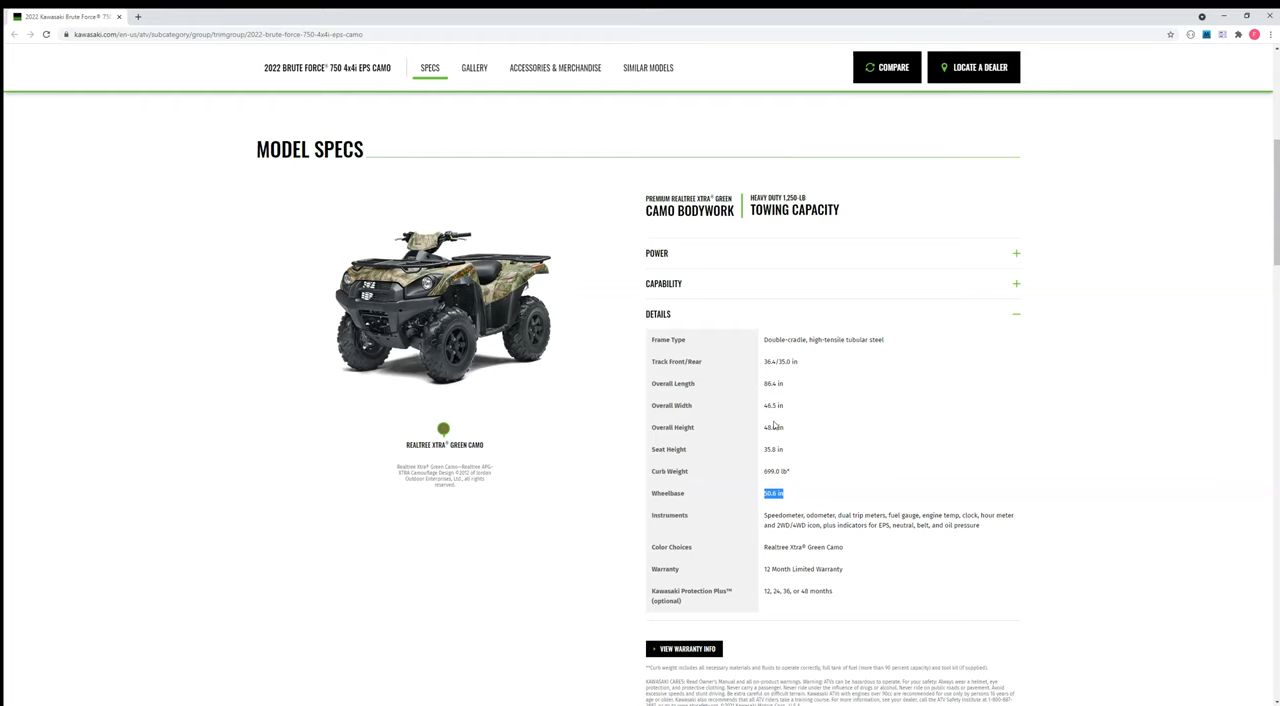 2022 Kawasaki Brute Force® 750
kawasaki.com/en-us/atv/subcategory/group/trimgroup/2022-brute-force-750-4x4i-eps-camo
2022 BRUTE FORCE® 750 4x4i EPS CAMO
SPECS
GALLERY
ACCESSORIES & MERCHANDISE
SIMILAR MODELS
COMPARE
LOCATE A DEALER
MODEL SPECS
PREMIUM REALTREE XTRA® GREEN
CAMO BODYWORK
HEAVY DUTY 1,250-LB
TOWING CAPACITY
POWER
CAPABILITY
DETAILS
Frame Type Double-cradle, high-tensile tubular steel
Track Front/Rear 36.4/35.0 in
Overall Length 86.4 in
Overall Width 46.5 in
Overall Height in
Seat Height 35.8 in
Curb Weight 699.0 lb*
Wheelbase 50.6 in
Instruments Speedometer, odometer, dual trip meters, fuel gauge, engine temp, clock, hour meter
and 2WD/4WD icon, plus indicators for EPS, neutral, belt, and oil pressure
Color Choices Realtree Xtra® Green Camo
Warranty 12 Month Limited Warranty
Kawasaki Protection Plus™ 12, 24, 36, or 48 months
(optional)
REALTREE XTRA® GREEN CAMO
Realtree Xtra® Green Camo—Realtree APG-
XTRA Camouflage Design ©2012 of Jordan
Outdoor Enterprises, Ltd., all rights
reserved.
VIEW WARRANTY INFO
**Curb weight includes all necessary materials and fluids to operate correctly, full tank of fuel (more than 90 percent capacity) and tool kit (if supplied).
KAWASAKI CARES: Read Owner's Manual and all on-product warnings. Warning: ATVs can be hazardous to operate. For your safety: Always wear a helmet, eye
protection, and protective clothing. Never carry a passenger. Never ride under the influence of drugs or alcohol. Never ride on public roads or pavement. Avoid
excessive speeds and stunt driving. Be extra careful on difficult terrain. Kawasaki ATVs with engines over 90cc are recommended for use only by persons 16 years of
age or older. Kawasaki also recommends that all ATV riders take a training course. For more information, see your dealer, call the ATV Safety Institute at 1-800-887-